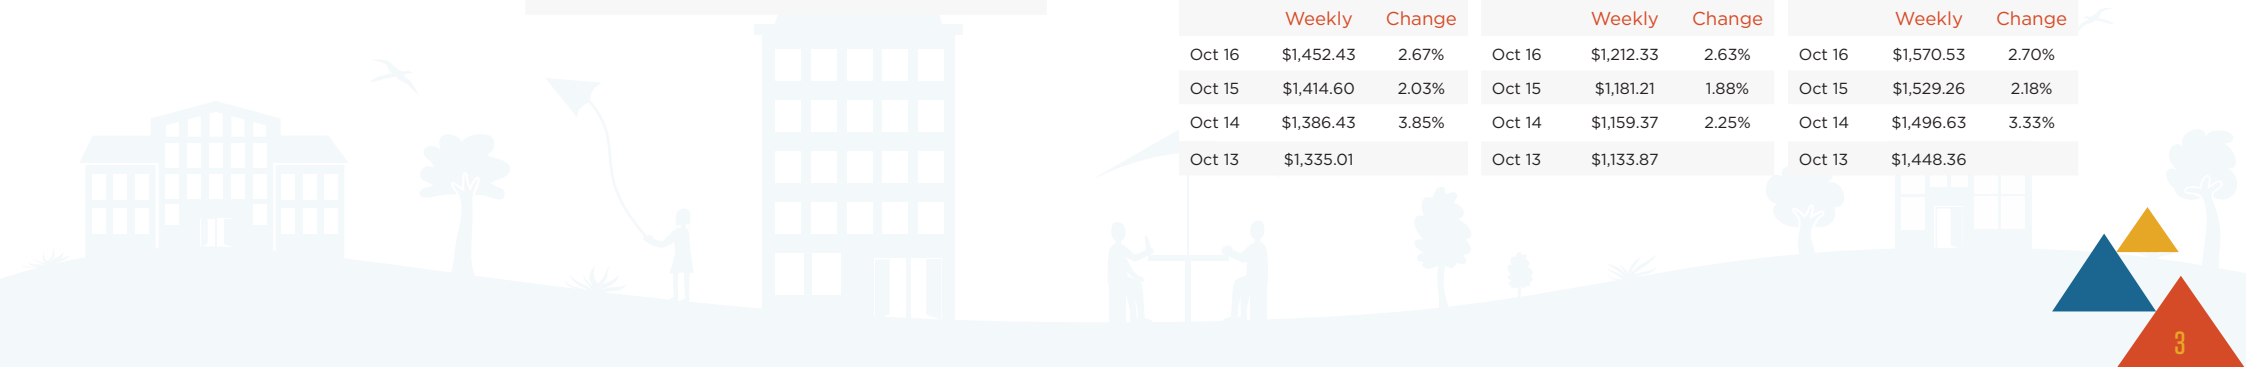 Weekly Change Weekly Change Weekly Change
Oct 16 $1,452.43 2.67% Oct 16 $1,212.33 2.63% Oct 16 $1,570.53 2.70%
Oct 15 $1,414.60 2.03% Oct 15 $1,181.21 1.88% Oct 15 $1,529.26 2.18%
Oct 14 $1,386.43 3.85% Oct 14 $1,159.37 2.25% Oct 14 $1,496.63 3.33%
Oct 13 $1,335.01 Oct 13 $1,133.87 Oct 13 $1,448.36
3